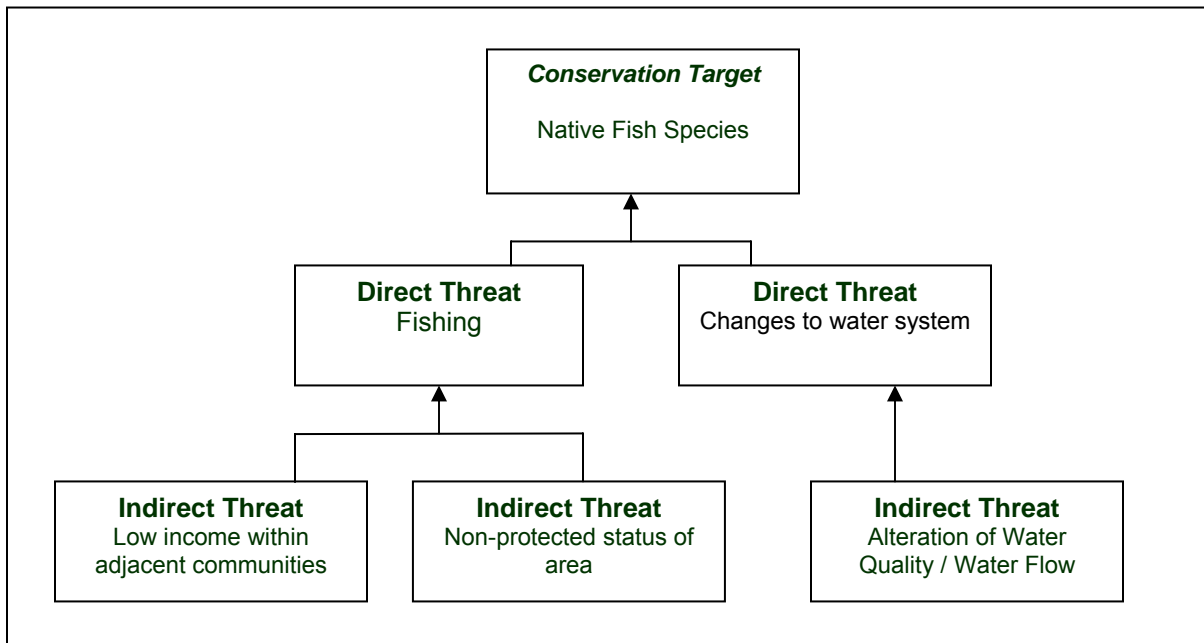 Conservation Target
Native Fish Species
Direct Threat
Fishing
Direct Threat
Changes to water system
Indirect Threat
Low income within
adjacent communities
Indirect Threat
Non-protected status of
area
Indirect Threat
Alteration of Water
Quality / Water Flow